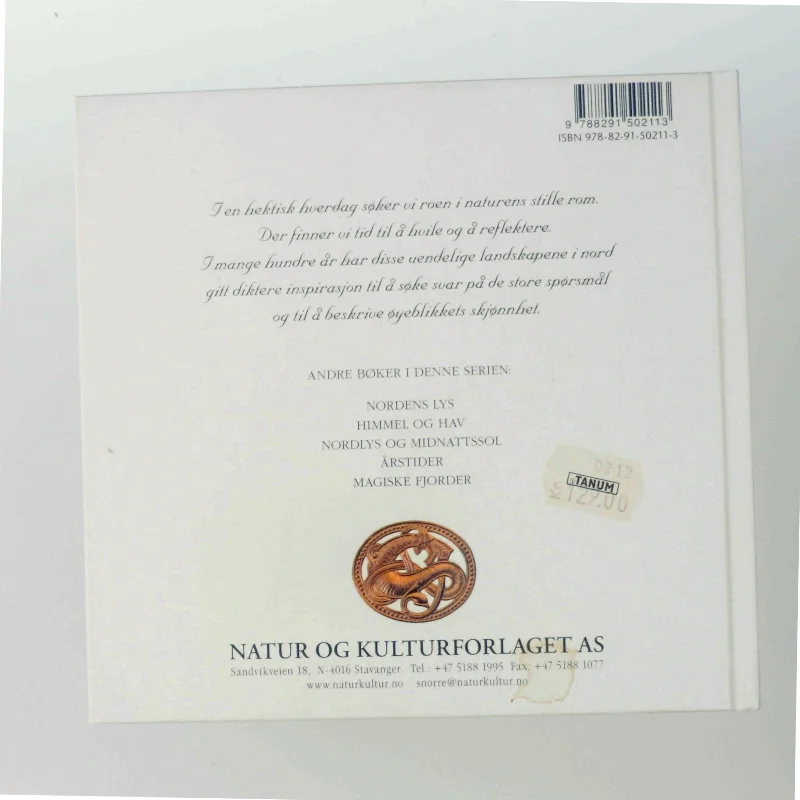 9 788291 502113
ISBN 978-82-91-50211-3
I en hektisk hverdag søker vi roen i naturens stille rom.
Der finner vi tid til å hvile og å reflektere.
I mange hundre år har disse uendelige landskapene i nord
gitt diktere inspirasjon til å søke svar på de store spørsmål
og til å beskrive øyeblikkets skjønnhet.
ANDRE BØKER I DENNE SERIEN:
NORDENS LYS
HIMMEL OG HAV
NORDLYS OG MIDNATTSOL
ÅRSTIDER
MAGISKE FJORDER
0212
TANUM
129.00
NATUR OG KULTURFORLAGET AS
Sandvikveien 18, N-4016 Stavanger. Tel.: +47 5188 1995 Fax: +47 5188 1077
www.naturkultur.no snorre@naturkultur.no